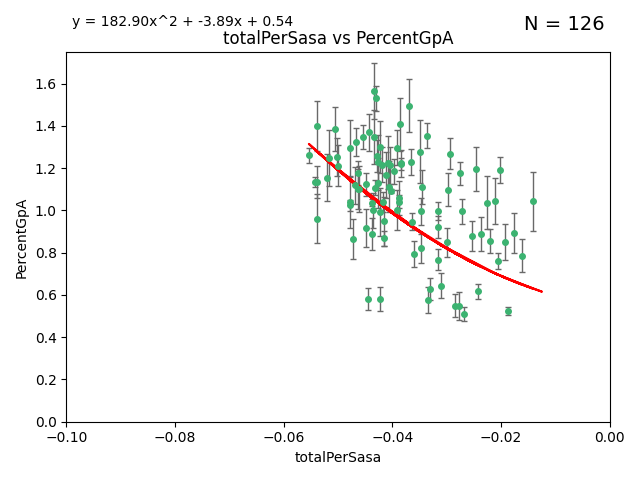 y = 182.90x^2 + -3.89x + 0.54
N = 126
totalPerSasa vs PercentGpA
PercentGpA
1.6
1.4
1.2
1.0
0.8
0.6
0.4
0.2
0.0
−0.10 −0.08 −0.06 −0.04 −0.02 0.00
totalPerSasa